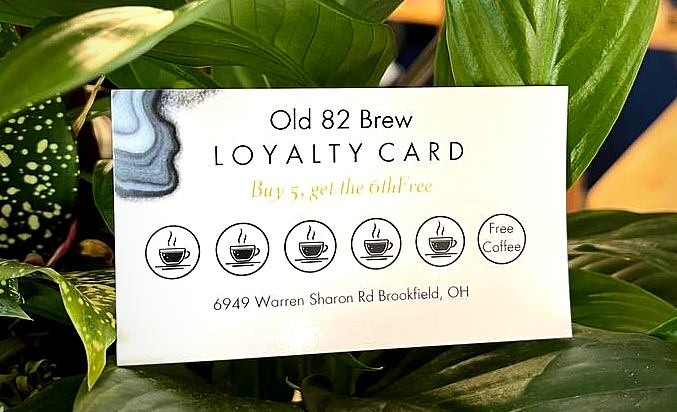 Old 82 Brew
LOYALTY CARD
Buy 5, get the 6thFree
Free
Coffee
6949 Warren Sharon Rd Brookfield, OH